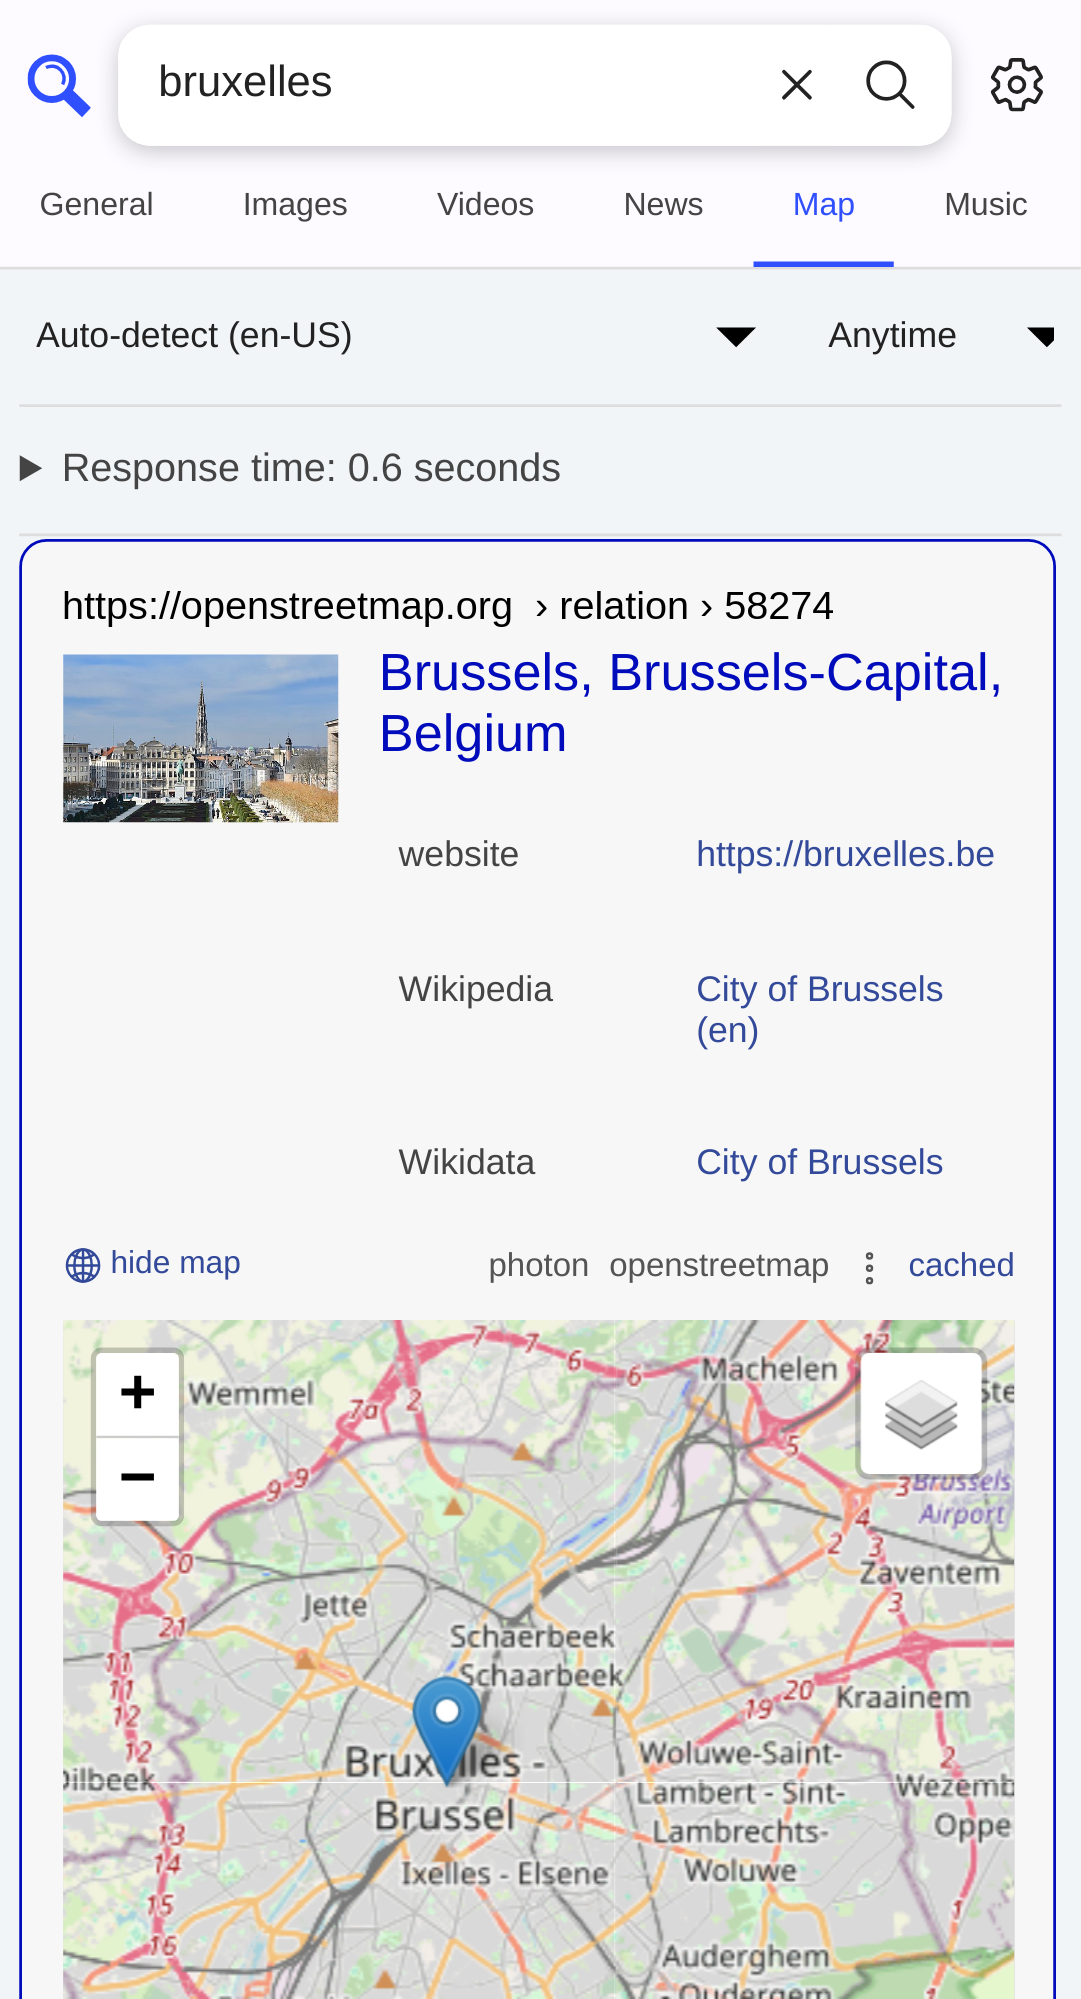 bruxelles
General Images Videos News Map Music
Auto-detect (en-US) Anytime
Response time: 0.6 seconds
https://openstreetmap.org › relation › 58274
Brussels, Brussels-Capital,
Belgium
website https://bruxelles.be
Wikipedia City of Brussels
(en)
Wikidata City of Brussels
hide map photon openstreetmap cached
7 7 6 6 12
Machelen
+ Wemmel 7a 2 Ste
5
− 9 9 3 Brussels
Airport
4
2 3
10 Zaventem
Jette 3
21
Schaerbeek
Schaarbeek
11
11 19 20 Kraainem
12
12 Bruxelles -
Woluwe-Saint-
Lambert - Sint-
Lambrechts-
Woluwe
2
Dilbeek Wezemb
Oppe
Brussel
13
14 Ixelles - Elsene
15 1
16
Auderghem
- Oudergem
1